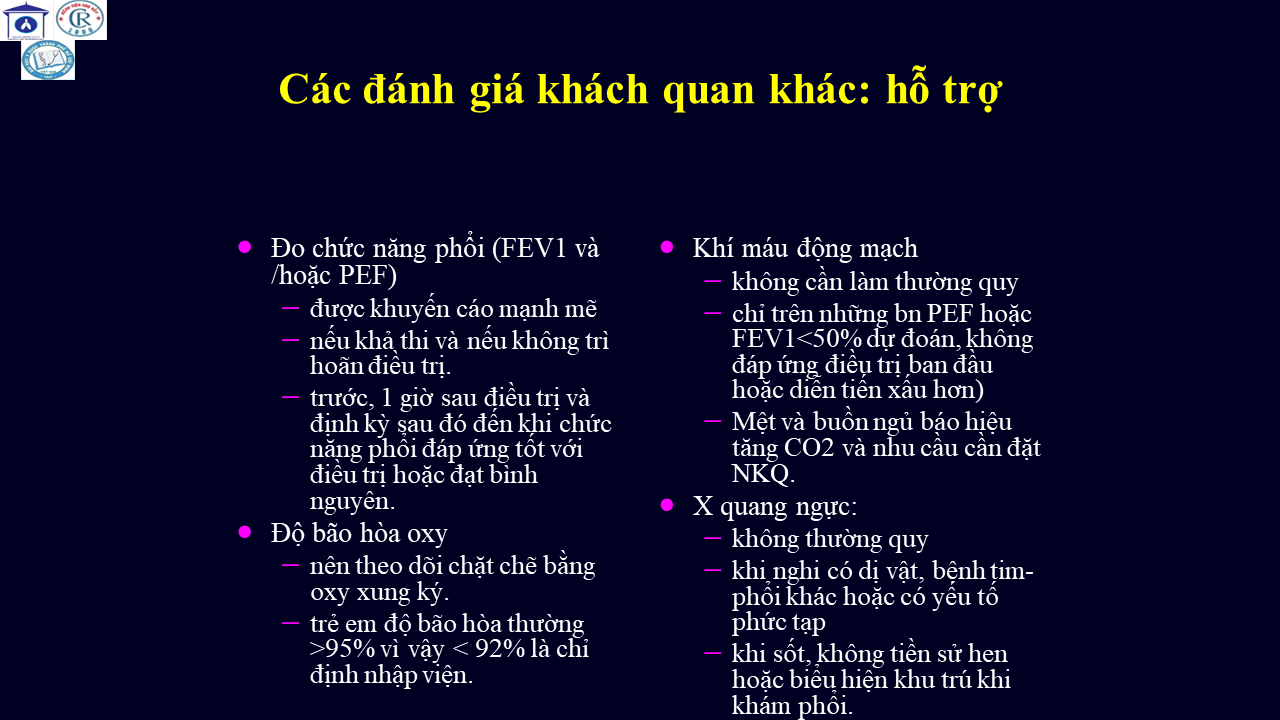 Các đánh giá khách quan khác: hỗ trợ
Đo chức năng phổi (FEV1 và
/hoặc PEF)
– được khuyến cáo mạnh mẽ
– nếu khả thi và nếu không trì
hoãn điều trị.
– trước, 1 giờ sau điều trị và
định kỳ sau đó đến khi chức
năng phổi đáp ứng tốt với
điều trị hoặc đạt bình
nguyên.
Độ bão hòa oxy
– nên theo dõi chặt chẽ bằng
oxy xung ký.
– trẻ em độ bão hòa thường
>95% vì vậy < 92% là chỉ
định nhập viện.
Khí máu động mạch
– không cần làm thường quy
– chỉ trên những bn PEF hoặc
FEV1<50% dự đoán, không
đáp ứng điều trị ban đầu
hoặc diễn tiến xấu hơn)
– Mệt và buồn ngủ báo hiệu
tăng CO2 và nhu cầu cần đặt
NKQ.
X quang ngực:
– không thường quy
– khi nghi có dị vật, bệnh tim-
phổi khác hoặc có yếu tố
phức tạp
– khi sốt, không tiền sử hen
hoặc biểu hiện khu trú khi
khám phổi.